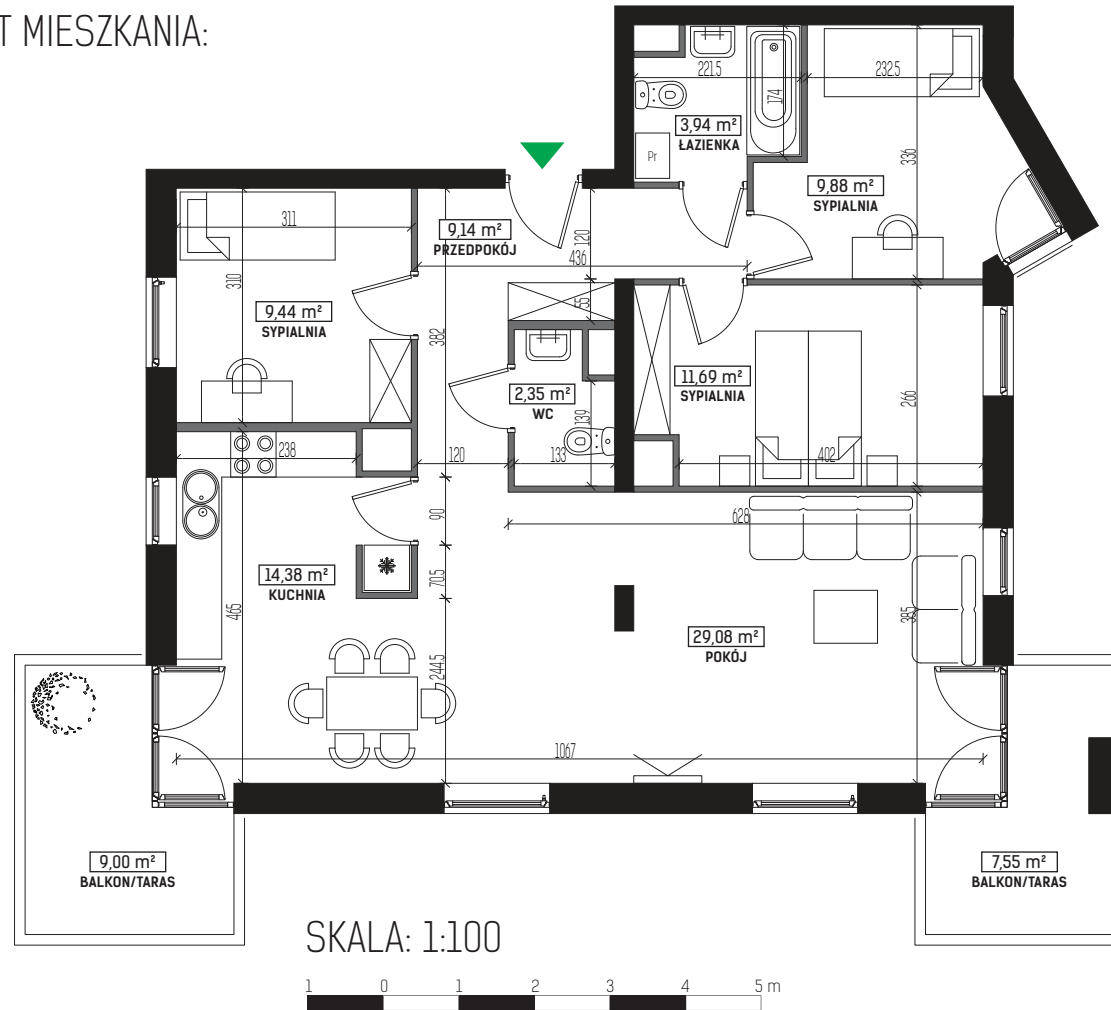 T MIESZKANIA:
221.5
232.5
174
3,94 m²
ŁAZIENKA
Pr
336
9,88 m²
SYPIALNIA
311
9,14 m²
PRZEDPOKÓJ
120
436
310
65
9,44 m²
SYPIALNIA
382
11,69 m²
SYPIALNIA
266
2,35 m²
WC
139
238
120
133
402
90
628
14,38 m²
KUCHNIA
70.5
465
385
29,08 m²
POKÓJ
244.5
1067
9,00 m²
BALKON/TARAS
7,55 m²
BALKON/TARAS
SKALA: 1:100
1 0 1 2 3 4 5 m